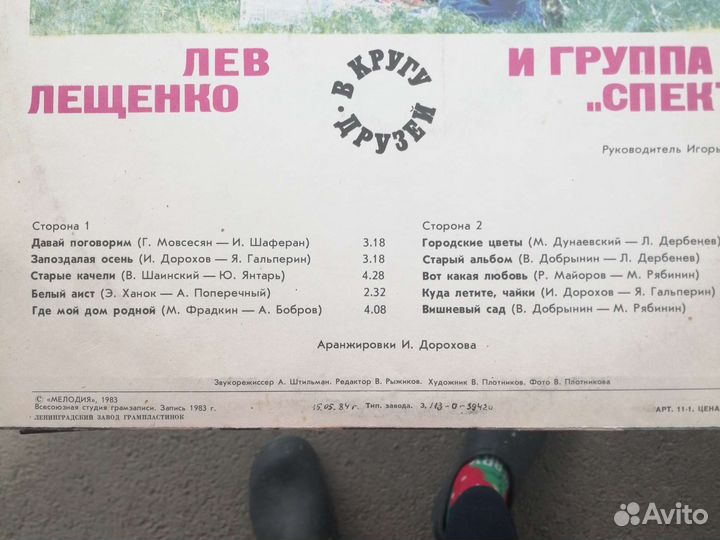 ЛЕВ
ЛЕЩЕНКО
В КРУГУ ДРУЗЕЙ •
И ГРУППА
„СПЕКТ
Руководитель Игорь
Сторона 1
Давай поговорим (Г. Мовсесян — И. Шаферан) 3.18
Запоздалая осень (И. Дорохов — Я. Гальперин) 3.18
Старые качели (В. Шаинский — Ю. Янтарь) 4.28
Белый аист (Э. Ханок — А. Поперечный) 2.32
Где мой дом родной (М. Фрадкин — А. Бобров) 4.08
Сторона 2
Городские цветы (М. Дунаевский — Л. Дербенев)
Старый альбом (В. Добрынин — Л. Дербенев)
Вот какая любовь (Р. Майоров — М. Рябинин)
Куда летите, чайки (И. Дорохов — Я. Гальперин)
Вишневый сад (В. Добрынин — М. Рябинин)
Аранжировки И. Дорохова
Звукорежиссер А. Штильман. Редактор В. Рыжиков. Художник В. Плотников. Фото В. Плотникова
© «МЕЛОДИЯ», 1983
Всесоюзная студия грамзаписи. Запись 1983 г.
ЛЕНИНГРАДСКИЙ ЗАВОД ГРАМПЛАСТИНОК
15.05.84 г. Тип. завода. З.
АРТ. 11-1. ЦЕНА
Avito